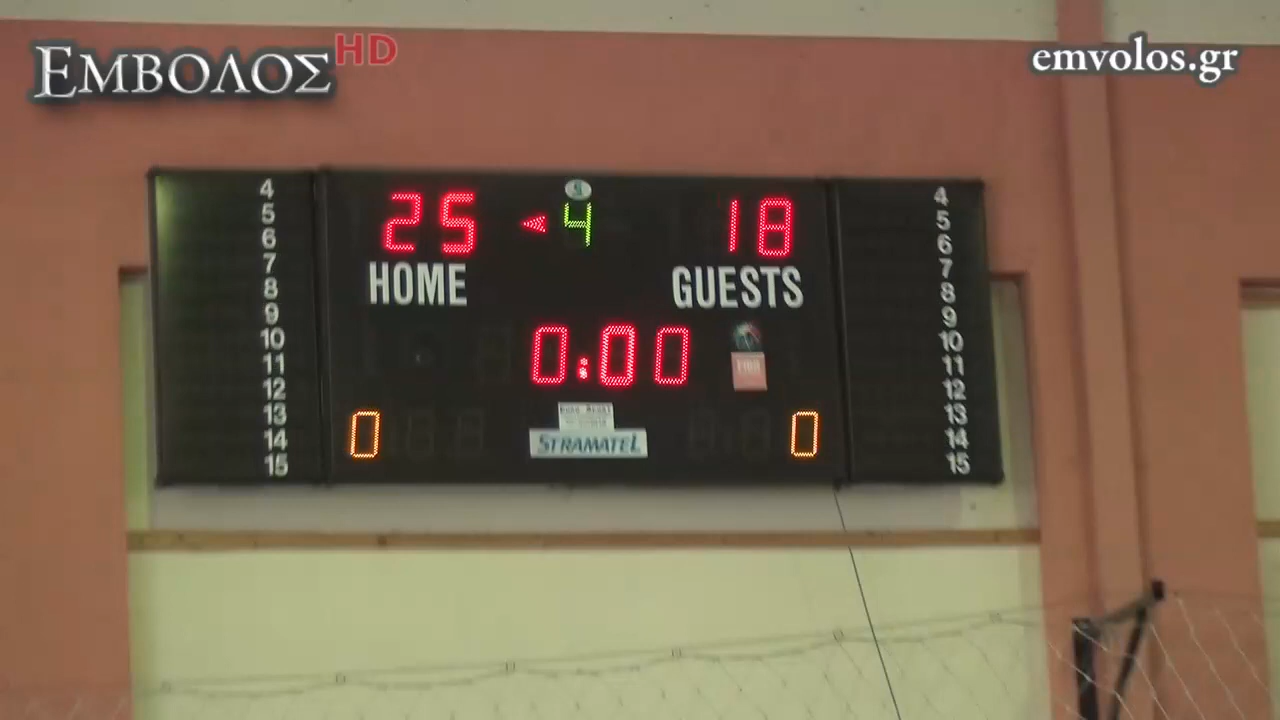 ΕΜΒΟΛΟΣ HD
emvolos.gr
4 5 6 7 8 9 10 11 12 13 14 15
25 4 18
HOME GUESTS
0:00
0 0
STRAMATEL
4 5 6 7 8 9 10 11 12 13 14 15